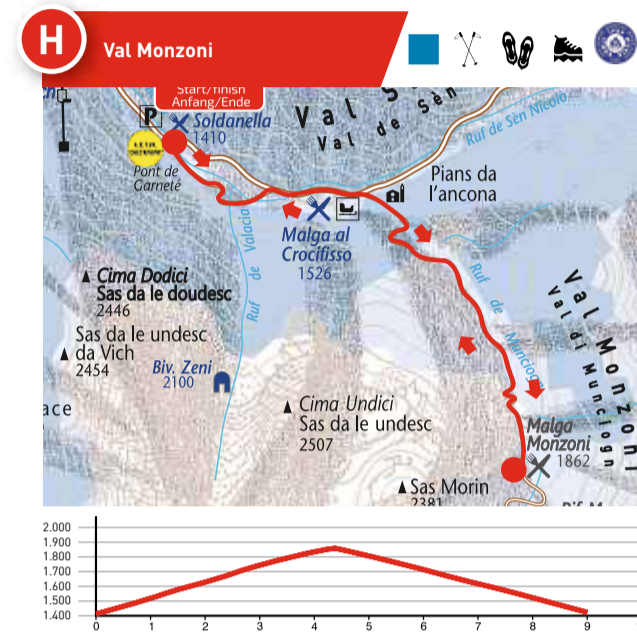 H
Val Monzoni
Start/finish
Anfang/Ende
P
Soldanella
1410
Pont de
Garneté
Val S
Val de Sèn
Ruf de Sèn Nicolò
Pians da
l'ancona
Malga al
Crocifisso
1526
Ruf de Valacia
Cima Dodici
Sas da le doudesc
2446
Sas da le undesc
da Vich
2454
Biv. Zeni
2100
Cima Undici
Sas da le undesc
2507
ace
Ruf de Munciogn
Val Monzoni
Val di Munciogn
Malga
Monzoni
1862
Sas Morin
2381
2.000
1.900
1.800
1.700
1.600
1.500
1.400
0 1 2 3 4 5 6 7 8 9